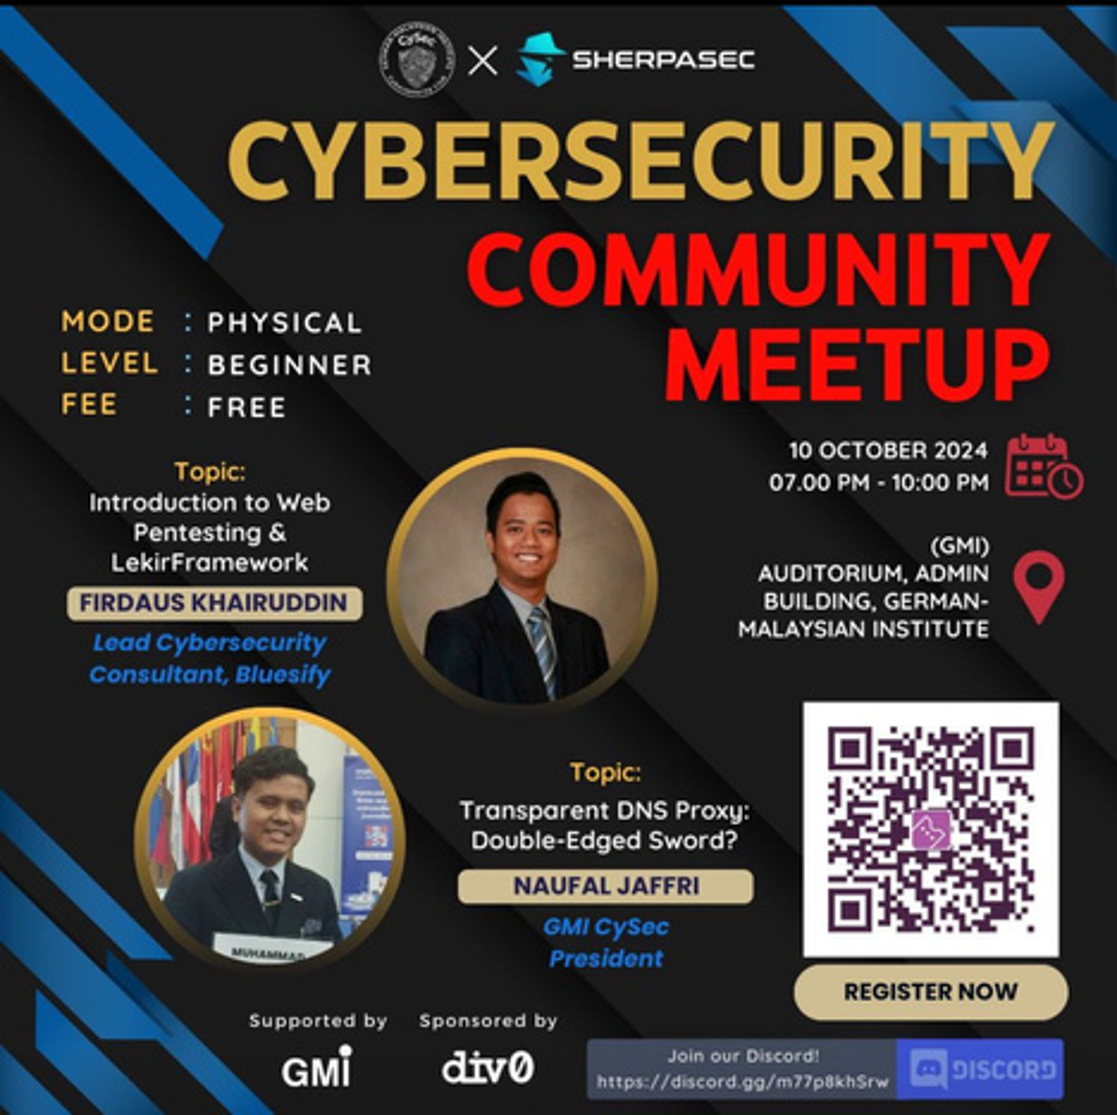 CySec
SHERPASEC
CYBERSECURITY
COMMUNITY
MEETUP
MODE : PHYSICAL
LEVEL : BEGINNER
FEE : FREE
10 OCTOBER 2024
07.00 PM - 10:00 PM
(GMI)
AUDITORIUM, ADMIN
BUILDING, GERMAN-
MALAYSIAN INSTITUTE
Topic:
Introduction to Web
Pentesting &
LekirFramework
FIRDAUS KHAIRUDDIN
Lead Cybersecurity
Consultant, Bluesify
MUHAMMAD
Topic:
Transparent DNS Proxy:
Double-Edged Sword?
NAUFAL JAFFRI
GMI CySec
President
REGISTER NOW
Supported by
GMi
Sponsored by
div0
Join our Discord!
https://discord.gg/m77p8khSrw
DISCORD